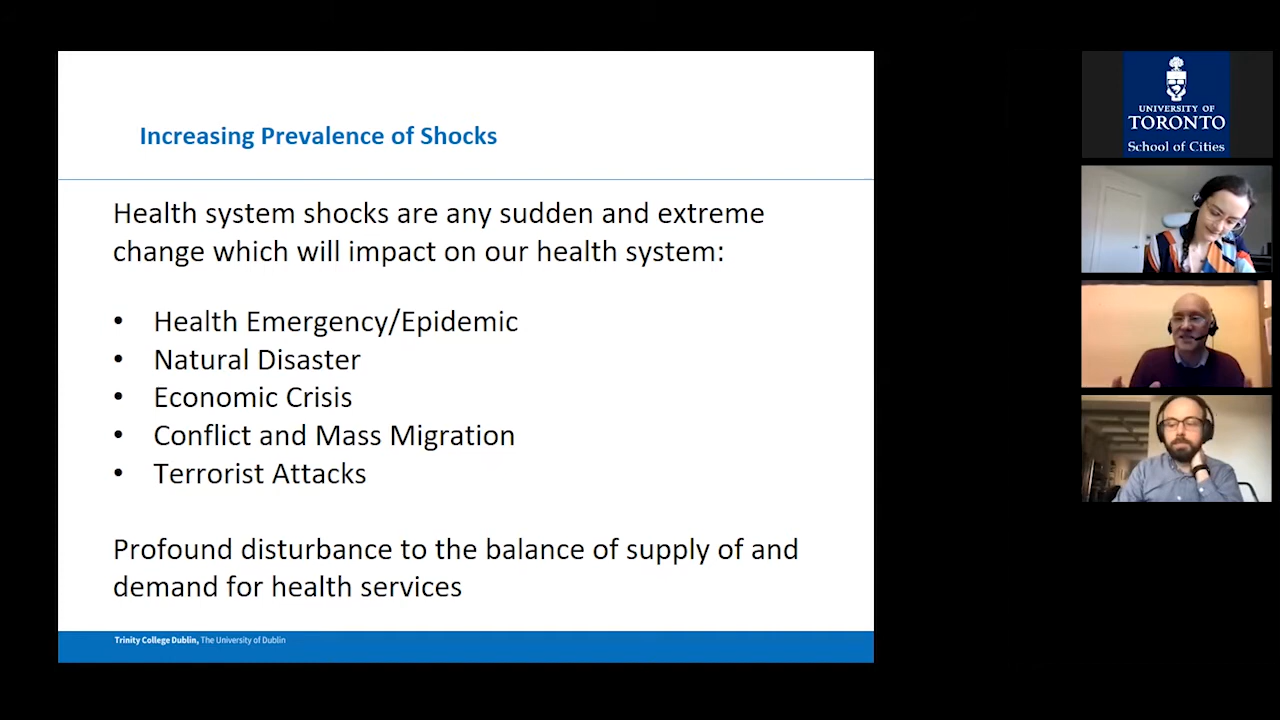 Increasing Prevalence of Shocks
Health system shocks are any sudden and extreme
change which will impact on our health system:
• Health Emergency/Epidemic
• Natural Disaster
• Economic Crisis
• Conflict and Mass Migration
• Terrorist Attacks
Profound disturbance to the balance of supply of and
demand for health services
Trinity College Dublin, The University of Dublin
UNIVERSITY OF
TORONTO
School of Cities